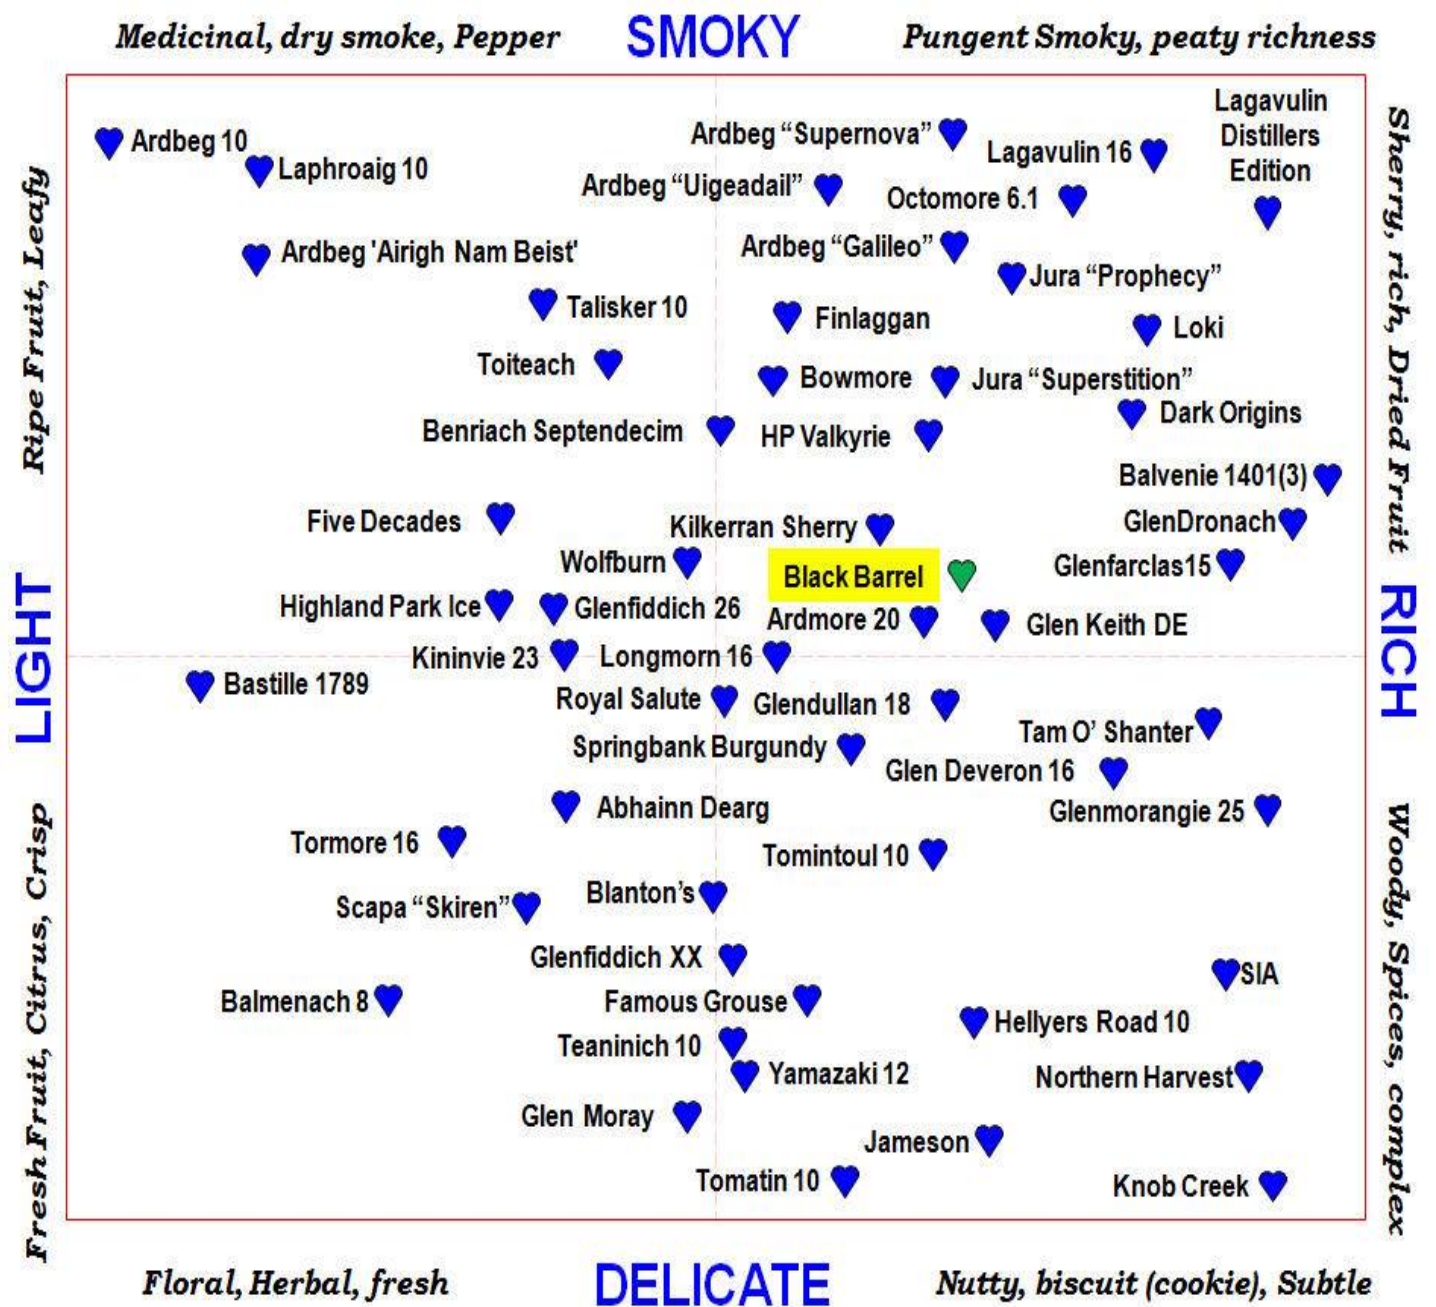 Medicinal, dry smoke, Pepper
SMOKY
Pungent Smoky, peaty richness
Ripe Fruit, Leafy
LIGHT
Fresh Fruit, Citrus, Crisp
Sherry, rich, Dried Fruit
RICH
Woody, Spices, complex
Lagavulin
Distillers
Edition
Ardbeg 10
Ardbeg “Supernova”
Lagavulin 16
Laphroaig 10
Ardbeg “Uigeadail”
Octomore 6.1
Ardbeg 'Airigh Nam Beist'
Ardbeg “Galileo”
Jura “Prophecy”
Talisker 10
Finlaggan
Loki
Toiteach
Bowmore
Jura “Superstition”
Dark Origins
Benriach Septendecim
HP Valkyrie
Balvenie 1401(3)
Five Decades
Kilkerran Sherry
GlenDronach
Wolfburn
Black Barrel
Glenfarclas15
Highland Park Ice
Glenfiddich 26
Ardmore 20
Glen Keith DE
Kininvie 23
Longmorn 16
Bastille 1789
Royal Salute
Glendullan 18
Tam O’ Shanter
Springbank Burgundy
Glen Deveron 16
Abhainn Dearg
Glenmorangie 25
Tormore 16
Tomintoul 10
Blanton’s
Scapa “Skiren”
Glenfiddich XX
SIA
Balmenach 8
Famous Grouse
Hellyers Road 10
Teaninich 10
Yamazaki 12
Northern Harvest
Glen Moray
Jameson
Tomatin 10
Knob Creek
Floral, Herbal, fresh
DELICATE
Nutty, biscuit (cookie), Subtle